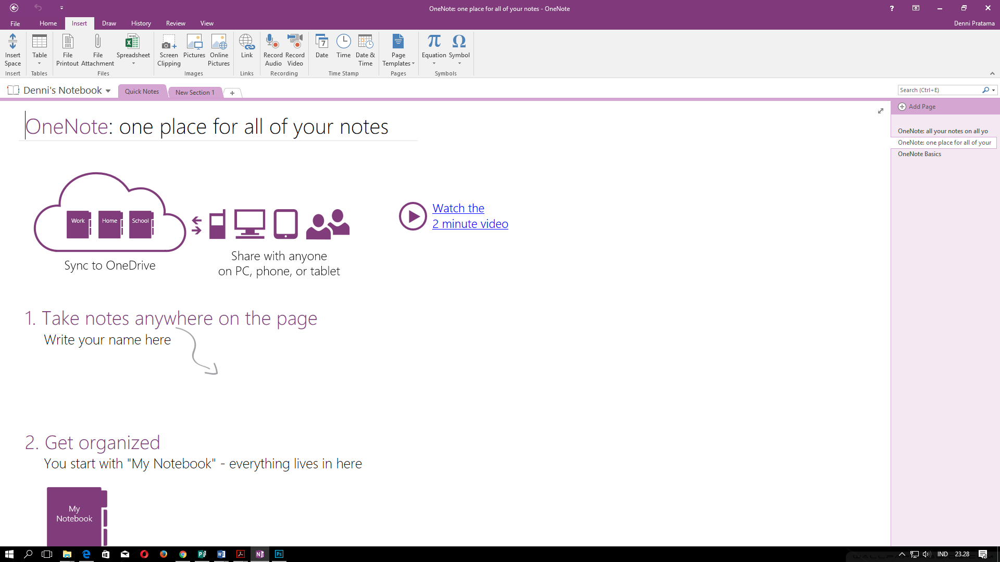 OneNote: one place for all of your notes - OneNote
?
File Home Insert Draw History Review View
Denni Pratama
Insert Space
Table
File Printout
File Attachment
Spreadsheet
Screen Clipping
Pictures
Online Pictures
Link
Record Audio
Record Video
7
Date
Time
Date & Time
Page Templates
π
Equation
Ω
Symbol
Insert Tables Files Images Links Recording Time Stamp Pages Symbols
Denni's Notebook
Quick Notes
New Section 1
+
Search (Ctrl+E)
Add Page
OneNote: all your notes on all yo
OneNote: one place for all of your
OneNote Basics
OneNote: one place for all of your notes
Work Home School
Sync to OneDrive
Share with anyone
on PC, phone, or tablet
Watch the
2 minute video
1. Take notes anywhere on the page
Write your name here
2. Get organized
You start with "My Notebook" - everything lives in here
My
Notebook
Ps
IND 23.28